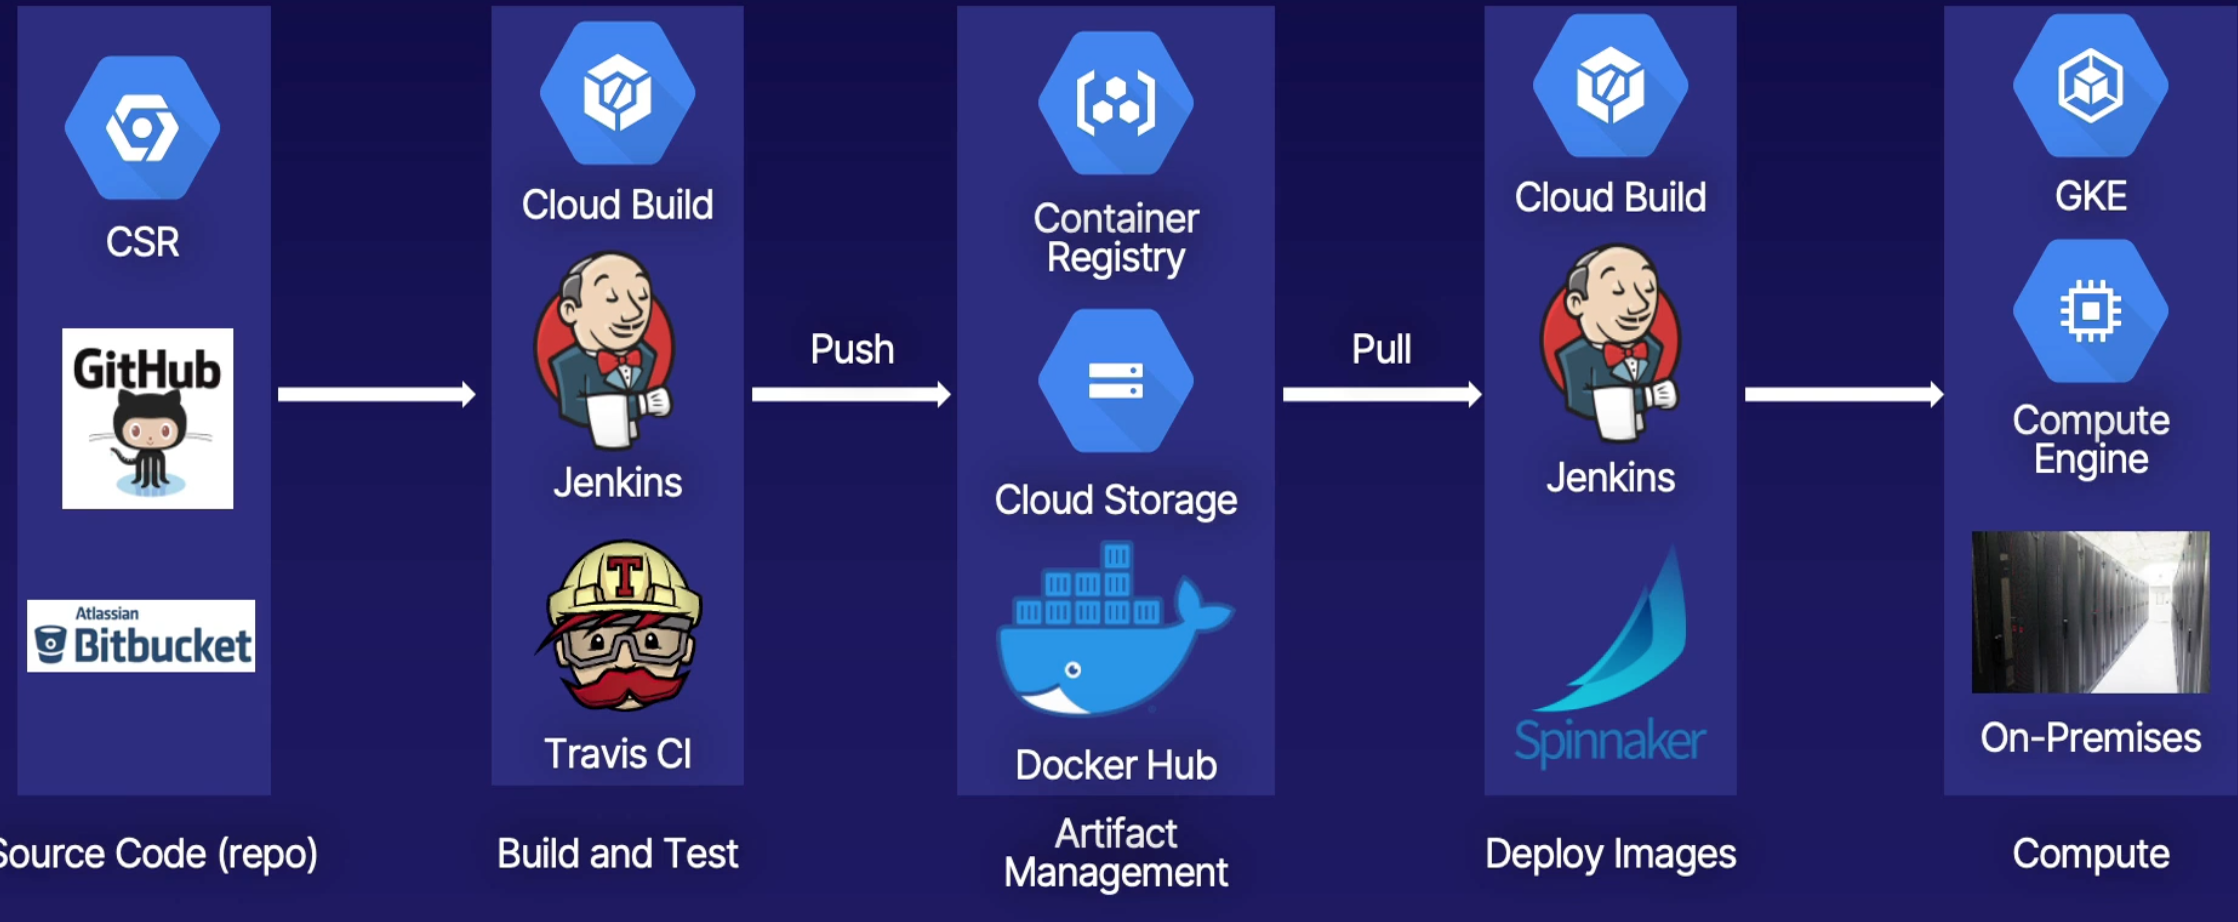 CSR
GitHub
Atlassian
Bitbucket
Source Code (repo)
Cloud Build
Jenkins
T
Travis CI
Build and Test
Push
Container
Registry
Cloud Storage
Docker Hub
Artifact
Management
Pull
Cloud Build
Jenkins
Spinnaker
Deploy Images
GKE
Compute
Engine
On-Premises
Compute